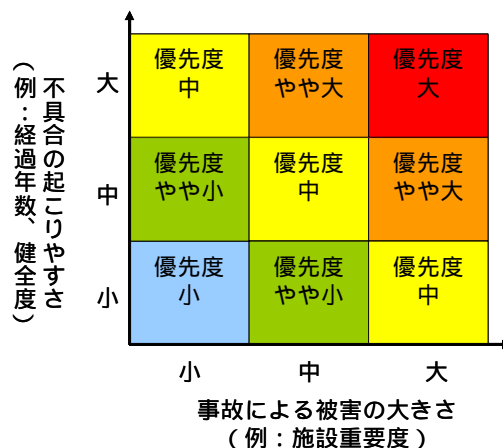 不具合の起こりやすさ
（例：経過年数、健全度）
大
優先度
中
優先度
やや大
優先度
大
中
優先度
やや小
優先度
中
優先度
やや大
小
優先度
小
優先度
やや小
優先度
中
小
中
大
事故による被害の大きさ
（例：施設重要度）